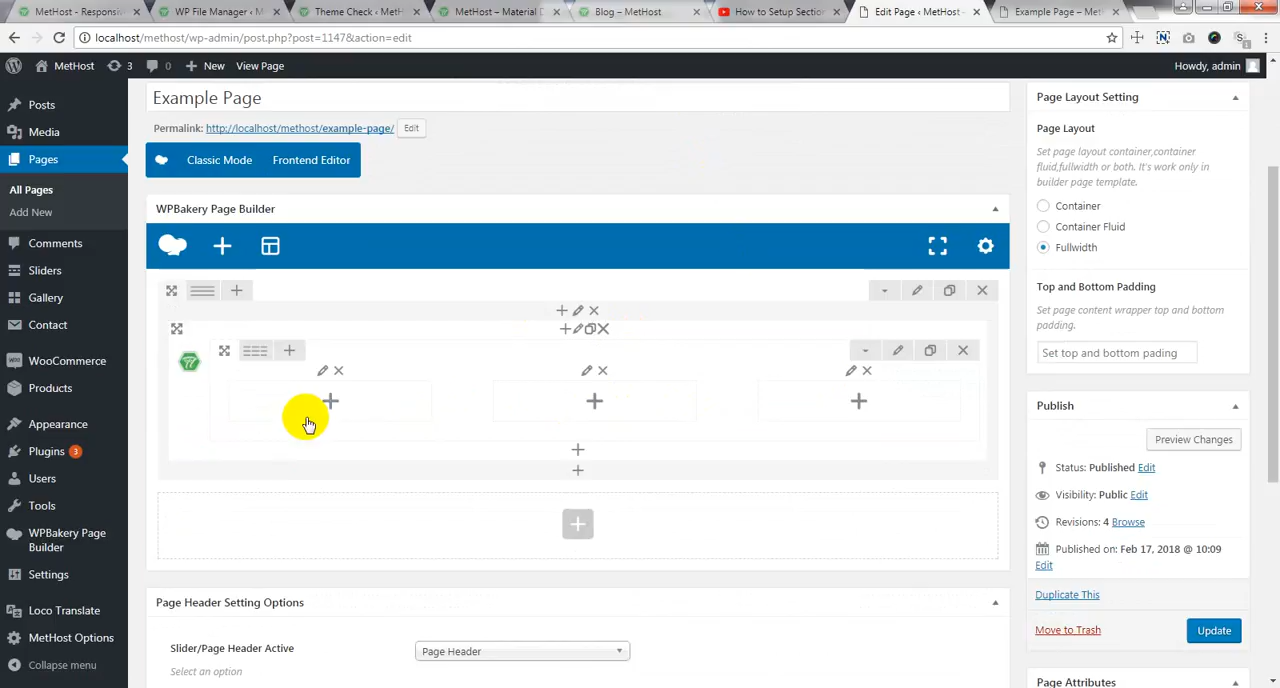 MetHost - Responsiv
WP File Manager ‹ M
Theme Check ‹ MetH
MetHost – Material D
Blog – MetHost
How to Setup Section
Edit Page ‹ MetHost -
Example Page – MetH
localhost/methost/wp-admin/post.php?post=1147&action=edit
MetHost
3
0
New
View Page
Howdy, admin
Posts
Media
Pages
All Pages
Add New
Comments
Sliders
Gallery
Contact
WooCommerce
Products
Appearance
Plugins 3
Users
Tools
WPBakery Page
Builder
Settings
Loco Translate
MetHost Options
Collapse menu
Example Page
Permalink: http://localhost/methost/example-page/ Edit
Classic Mode
Frontend Editor
WPBakery Page Builder
Page Header Setting Options
Slider/Page Header Active
Page Header
Select an option
Page Layout Setting
Page Layout
Set page layout container,container
fluid,fullwidth or both. It's work only in
builder page template.
Container
Container Fluid
Fullwidth
Top and Bottom Padding
Set page content wrapper top and bottom
padding.
Set top and bottom pading
Publish
Preview Changes
Status: Published Edit
Visibility: Public Edit
Revisions: 4 Browse
Published on: Feb 17, 2018 @ 10:09
Edit
Duplicate This
Move to Trash
Update
Page Attributes